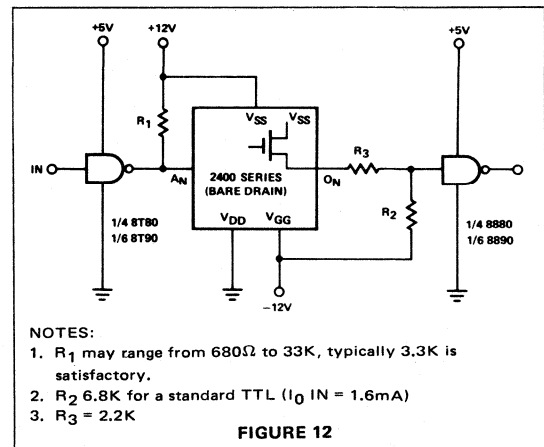 +5V
+12V
+5V
R1
VSS
VSS
IN
AN
2400 SERIES
(BARE DRAIN)
ON
R3
R2
VDD
VGG
1/4 8T80
1/6 8T90
1/4 8880
1/6 8890
−12V
NOTES:
1. R1 may range from 680Ω to 33K, typically 3.3K is
satisfactory.
2. R2 6.8K for a standard TTL (I0 IN = 1.6mA)
3. R3 = 2.2K
FIGURE 12